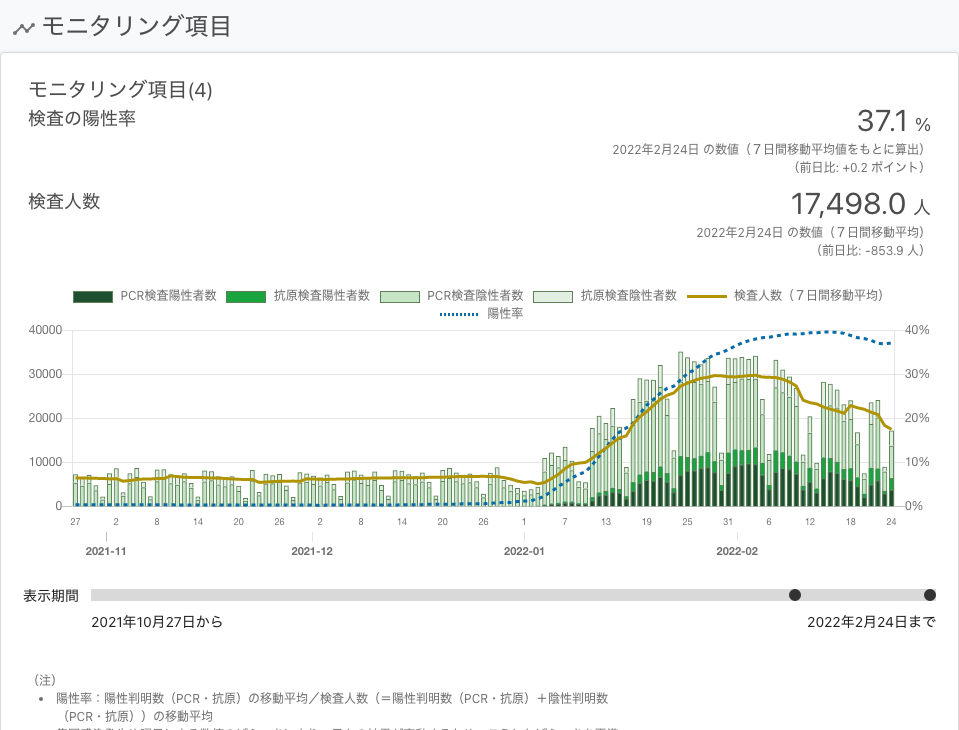 モニタリング項目
モニタリング項目(4)
検査の陽性率
37.1 %
2022年2月24日 の数値（７日間移動平均値をもとに算出）
（前日比: +0.2 ポイント）
検査人数
17,498.0 人
2022年2月24日 の数値（７日間移動平均）
（前日比: -853.9 人）
PCR検査陽性者数 抗原検査陽性者数 PCR検査陰性者数 抗原検査陰性者数 検査人数（７日間移動平均）
陽性率
40000 40%
30000 30%
20000 20%
10000 10%
0 0%
27 2 8 14 20 26 2 8 14 20 26 1 7 13 19 25 31 6 12 18 24
2021-11 2021-12 2022-01 2022-02
表示期間
2021年10月27日から 2022年2月24日まで
（注）
• 陽性率：陽性判明数（PCR・抗原）の移動平均／検査人数（＝陽性判明数（PCR・抗原）＋陰性判明数
（PCR・抗原））の移動平均